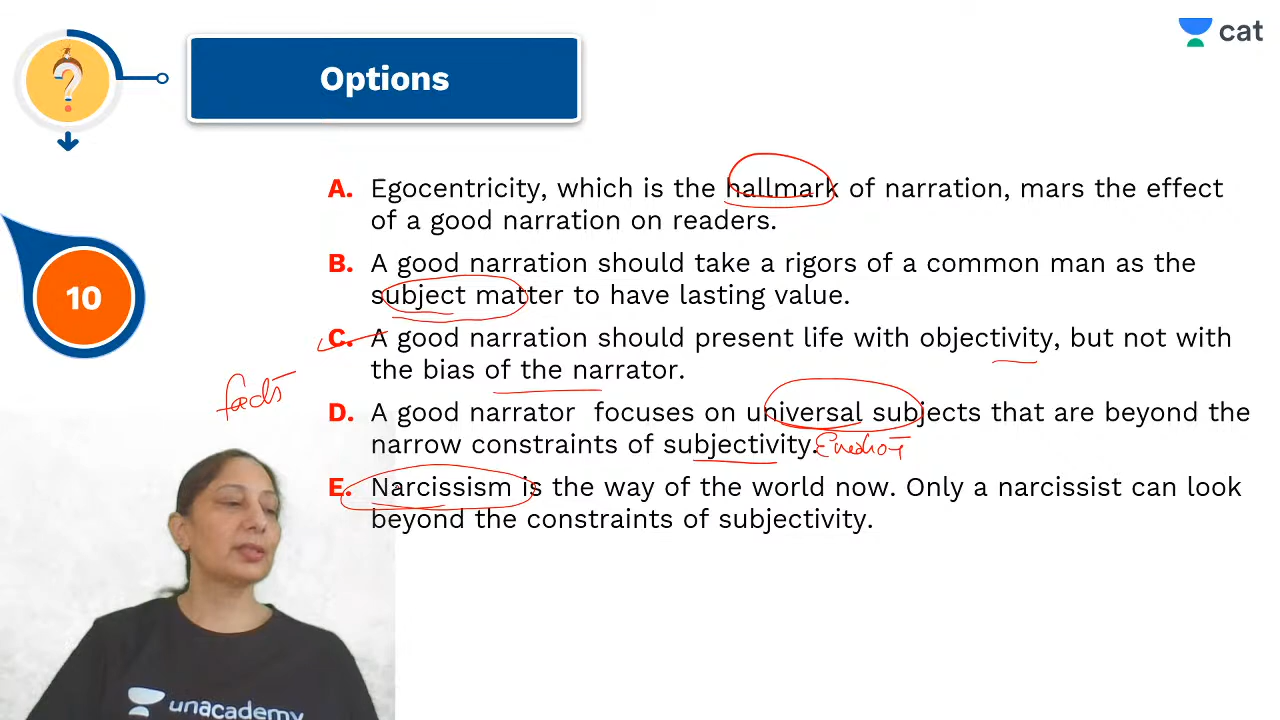 cat
Options
A. Egocentricity, which is the hallmark of narration, mars the effect
of a good narration on readers.
B. A good narration should take a rigors of a common man as the
subject matter to have lasting value.
10
C. A good narration should present life with objectivity, but not with
the bias of the narrator.
facts
D. A good narrator focuses on universal subjects that are beyond the
narrow constraints of subjectivity.
E. Narcissism is the way of the world now. Only a narcissist can look
beyond the constraints of subjectivity.
unacademy